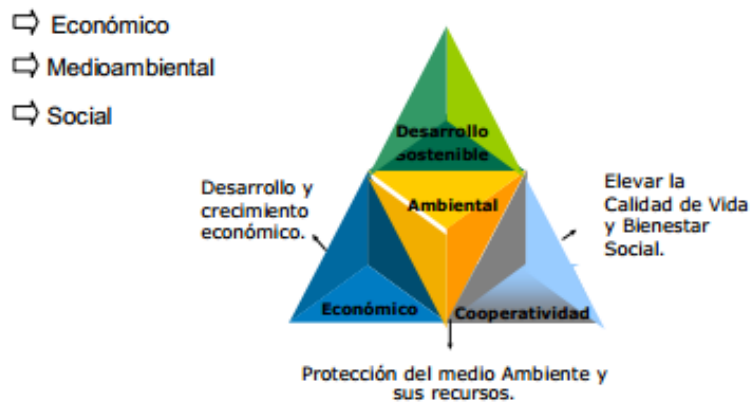 Económico
Medioambiental
Social
Desarrollo
Sostenible
Desarrollo y
crecimiento
económico.
Ambiental
Elevar la
Calidad de Vida
y Bienestar
Social.
Económico
Cooperatividad
Protección del medio Ambiente y
sus recursos.